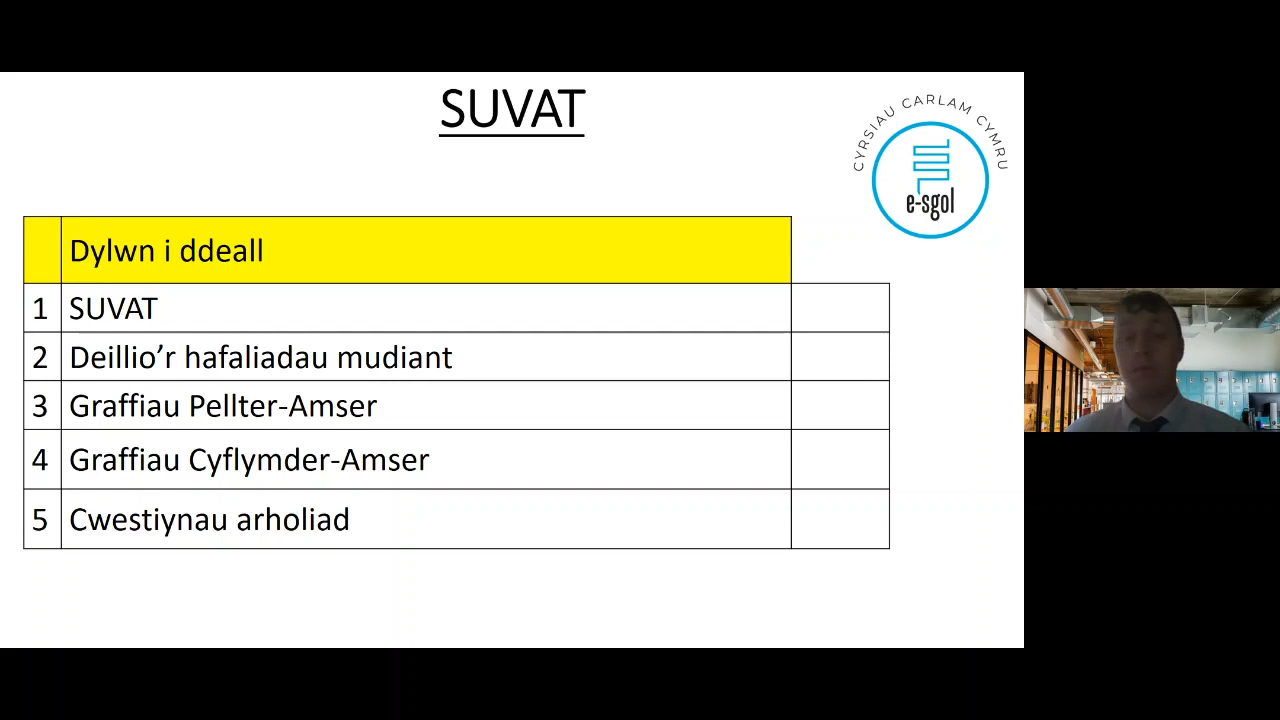 SUVAT
CYRSIAU CARLAM CYMRU
e-sgol
Dylwn i ddeall
1 SUVAT
2 Deillio’r hafaliadau mudiant
3 Graffiau Pellter-Amser
4 Graffiau Cyflymder-Amser
5 Cwestiynau arholiad